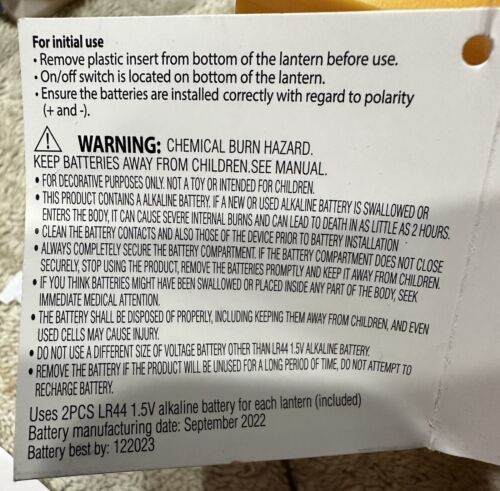 For initial use
• Remove plastic insert from bottom of the lantern before use.
• On/off switch is located on bottom of the lantern.
• Ensure the batteries are installed correctly with regard to polarity
(+ and -).
WARNING: CHEMICAL BURN HAZARD.
KEEP BATTERIES AWAY FROM CHILDREN.SEE MANUAL.
• FOR DECORATIVE PURPOSES ONLY. NOT A TOY OR INTENDED FOR CHILDREN.
• THIS PRODUCT CONTAINS A ALKALINE BATTERY. IF A NEW OR USED ALKALINE BATTERY IS SWALLOWED OR
ENTERS THE BODY, IT CAN CAUSE SEVERE INTERNAL BURNS AND CAN LEAD TO DEATH IN AS LITTLE AS 2 HOURS.
• CLEAN THE BATTERY CONTACTS AND ALSO THOSE OF THE DEVICE PRIOR TO BATTERY INSTALLATION
• ALWAYS COMPLETELY SECURE THE BATTERY COMPARTMENT. IF THE BATTERY COMPARTMENT DOES NOT CLOSE
SECURELY, STOP USING THE PRODUCT, REMOVE THE BATTERIES PROMPTLY AND KEEP IT AWAY FROM CHILDREN.
• IF YOU THINK BATTERIES MIGHT HAVE BEEN SWALLOWED OR PLACED INSIDE ANY PART OF THE BODY, SEEK
IMMEDIATE MEDICAL ATTENTION.
• THE BATTERY SHALL BE DISPOSED OF PROPERLY, INCLUDING KEEPING THEM AWAY FROM CHILDREN, AND EVEN
USED CELLS MAY CAUSE INJURY.
• DO NOT USE A DIFFERENT SIZE OF VOLTAGE BATTERY OTHER THAN LR44 1.5V ALKALINE BATTERY.
• REMOVE THE BATTERY IF THE PRODUCT WILL BE UNUSED FOR A LONG PERIOD OF TIME, DO NOT ATTEMPT TO
RECHARGE BATTERY.
Uses 2PCS LR44 1.5V alkaline battery for each lantern (included)
Battery manufacturing date: September 2022
Battery best by: 122023